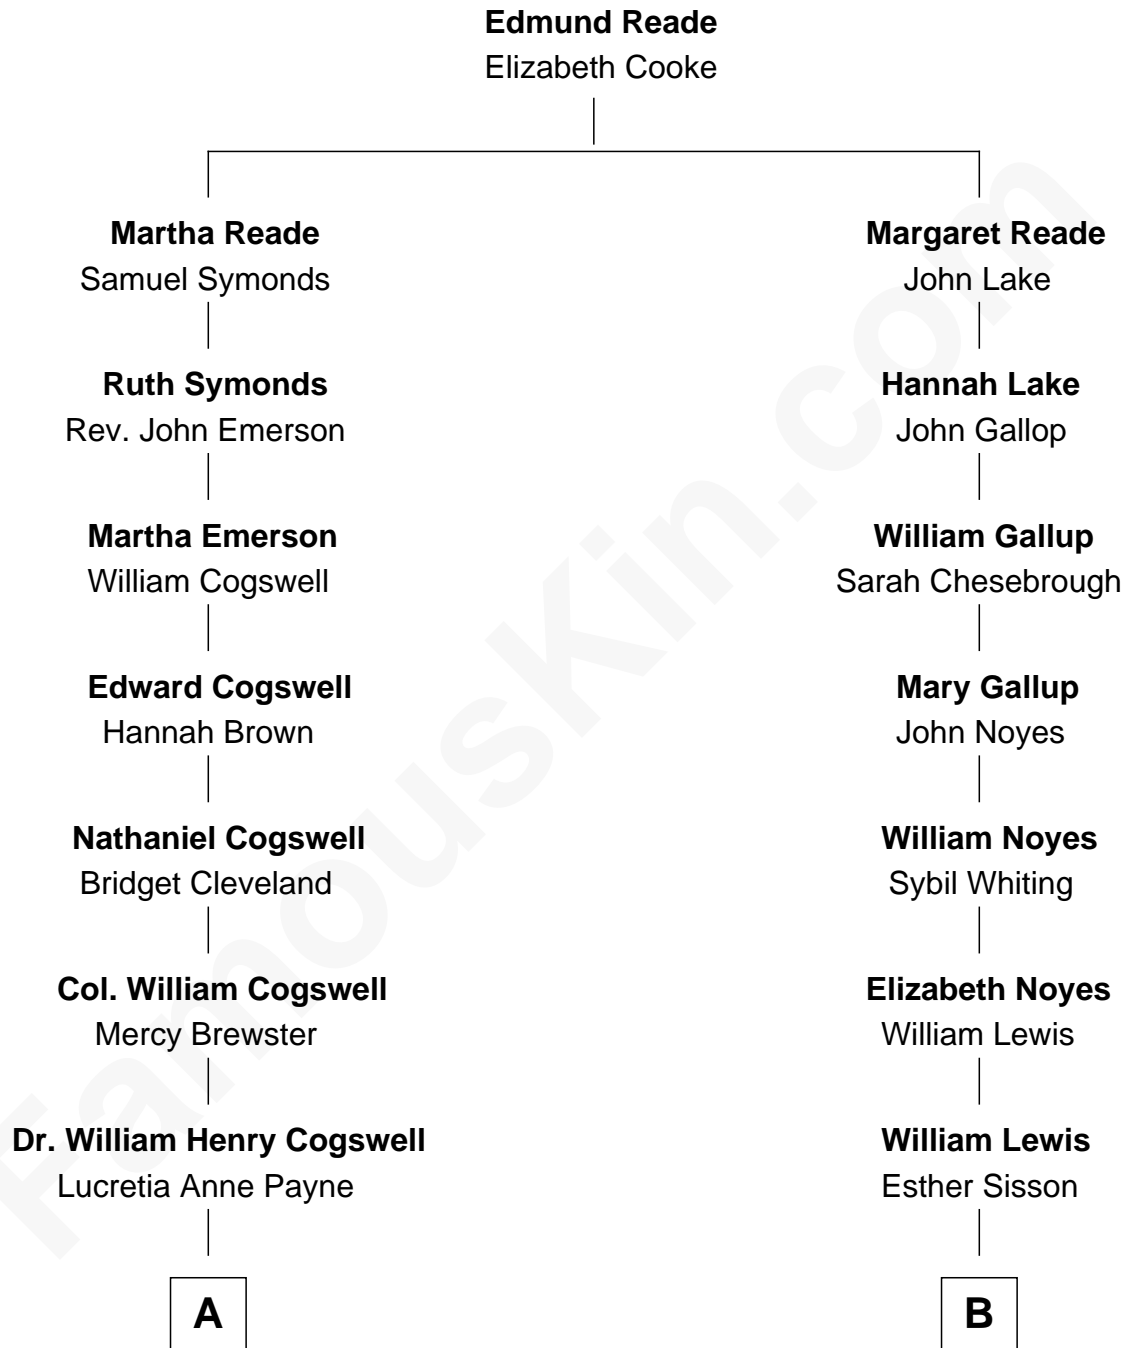 Edmund Reade
Elizabeth Cooke
Martha Reade
Samuel Symonds
Margaret Reade
John Lake
Ruth Symonds
Rev. John Emerson
Hannah Lake
John Gallop
Martha Emerson
William Cogswell
William Gallup
Sarah Chesebrough
Edward Cogswell
Hannah Brown
Mary Gallup
John Noyes
Nathaniel Cogswell
Bridget Cleveland
William Noyes
Sybil Whiting
Col. William Cogswell
Mercy Brewster
Elizabeth Noyes
William Lewis
Dr. William Henry Cogswell
Lucretia Anne Payne
William Lewis
Esther Sisson
A
B
FamousKin.com